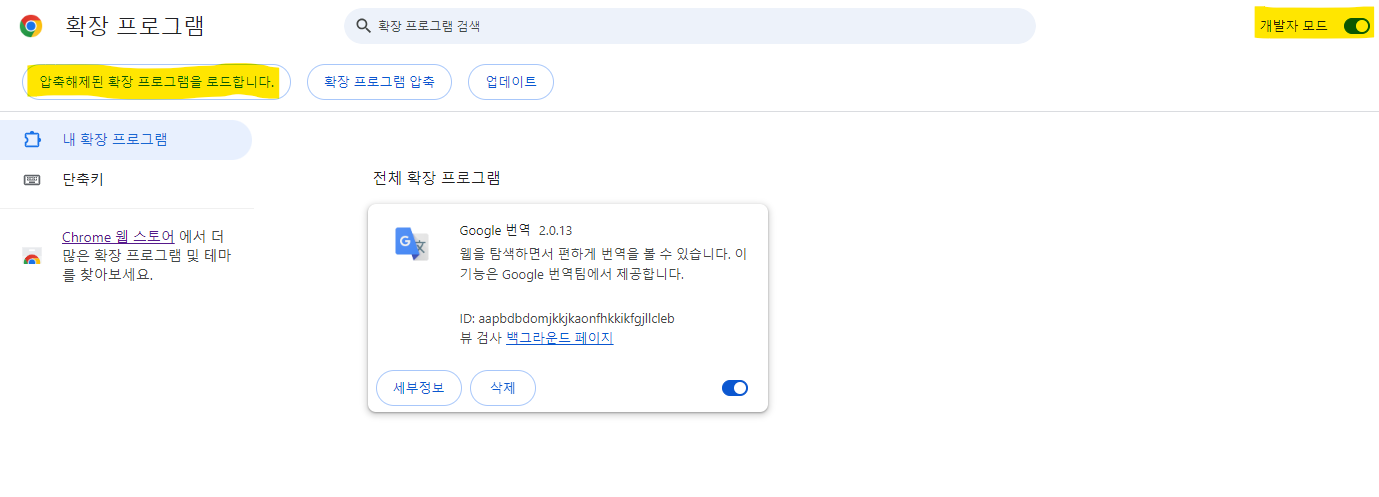 확장 프로그램
확장 프로그램 검색
개발자 모드
압축해제된 확장 프로그램을 로드합니다.
확장 프로그램 압축
업데이트
내 확장 프로그램
단축키
Chrome 웹 스토어 에서 더
많은 확장 프로그램 및 테마
를 찾아보세요.
전체 확장 프로그램
Google 번역 2.0.13
웹을 탐색하면서 편하게 번역을 볼 수 있습니다. 이
기능은 Google 번역팀에서 제공합니다.
ID: aapbdbdomjkkjkaonfhkkikfgjllcleb
뷰 검사 백그라운드 페이지
세부정보
삭제